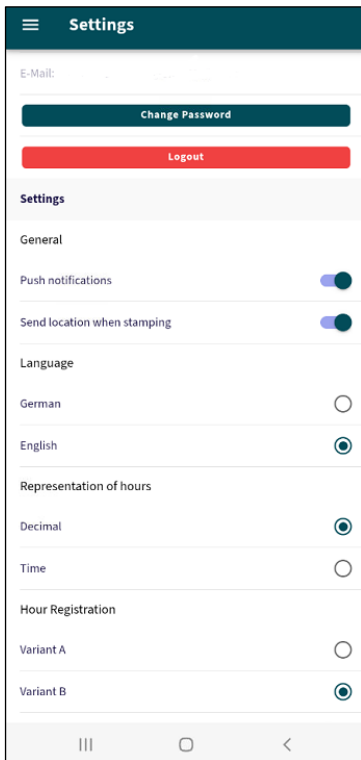 Settings
E-Mail:
Change Password
Logout
Settings
General
Push notifications
Send location when stamping
Language
German
English
Representation of hours
Decimal
Time
Hour Registration
Variant A
Variant B